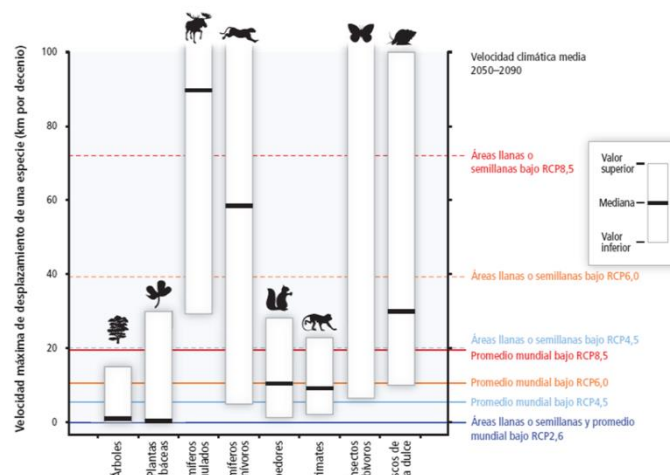 Velocidad máxima de desplazamiento de una especie (km por decenio)
100
80
60
40
20
0
Velocidad climática media
2050–2090
Áreas llanas o
semillanas bajo RCP8,5
Áreas llanas o semillanas bajo RCP6,0
Áreas llanas o semillanas bajo RCP4,5
Promedio mundial bajo RCP8,5
Promedio mundial bajo RCP6,0
Promedio mundial bajo RCP4,5
Áreas llanas o semillanas y promedio
mundial bajo RCP2,6
Valor
superior
Mediana
Valor
inferior
Árboles
Plantas